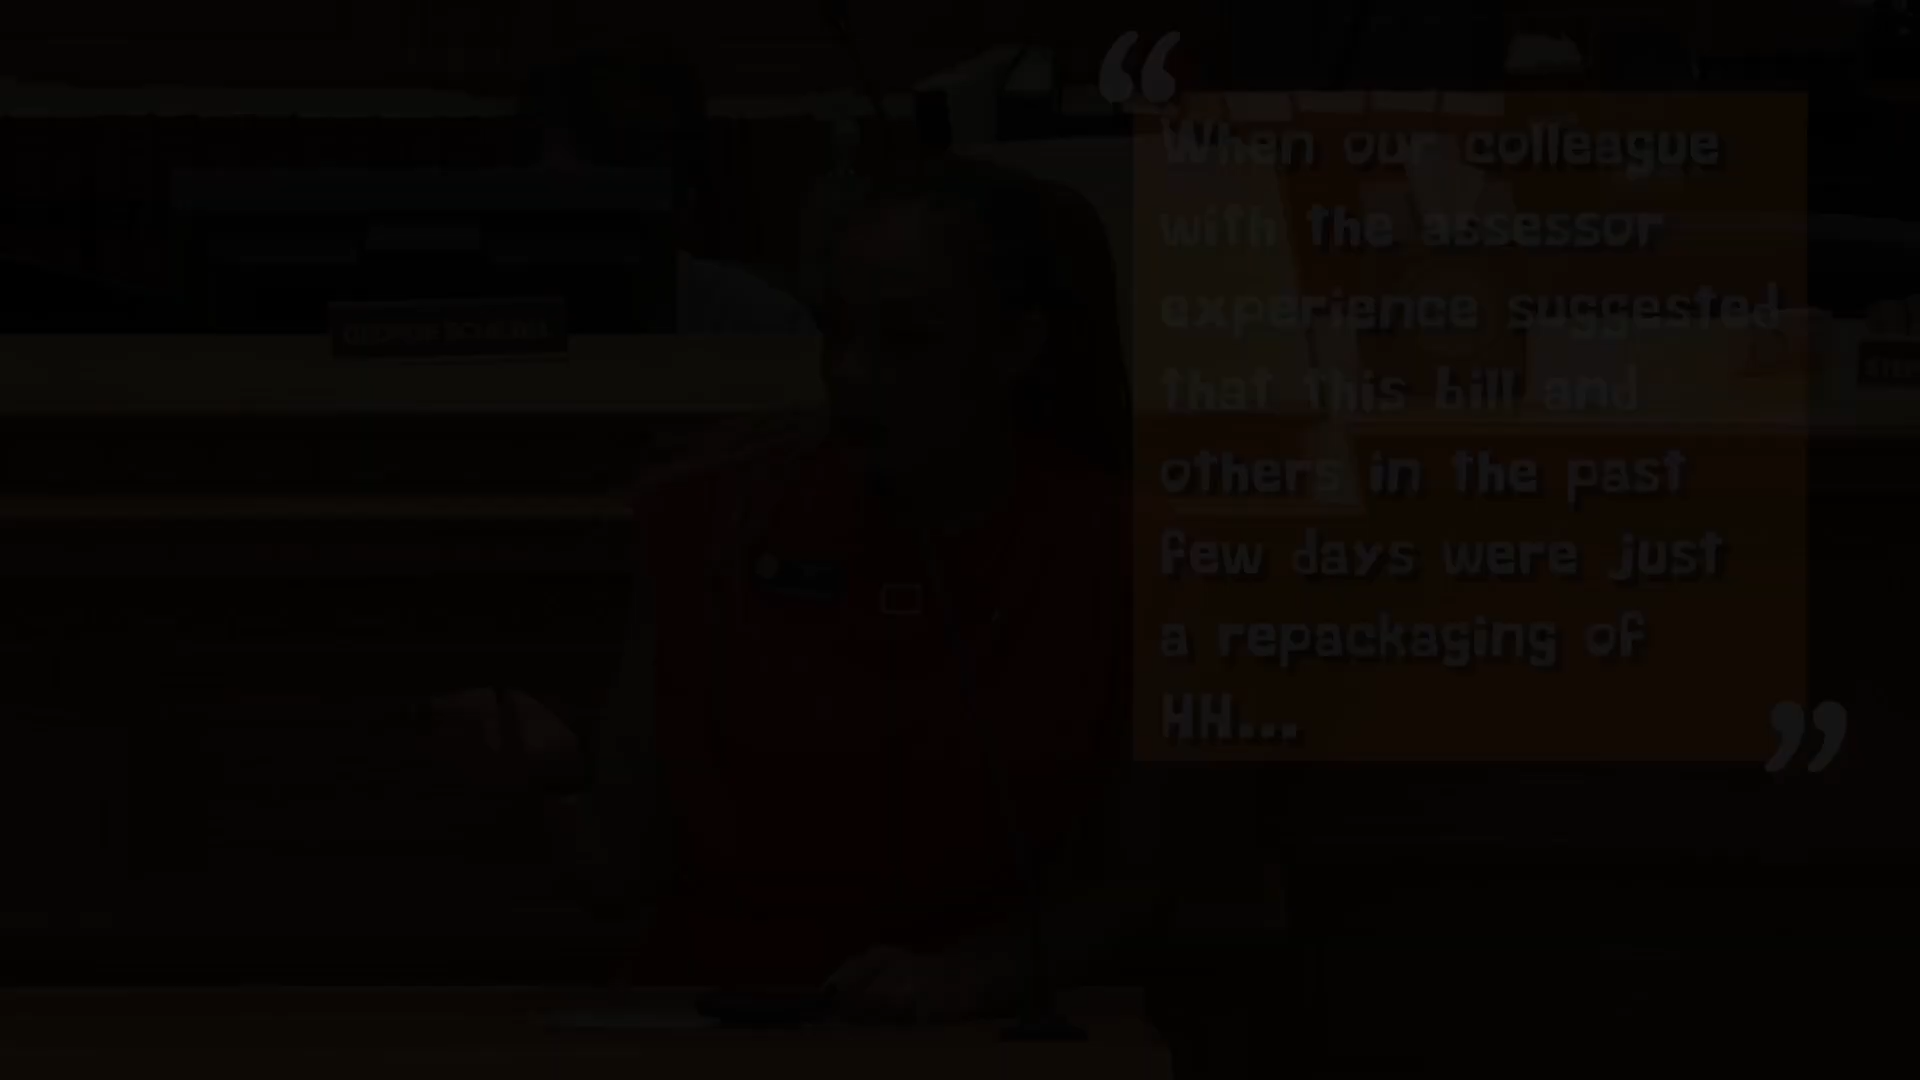 “
When our colleague
with the assessor
experience suggested
that this bill and
others in the past
few days were just
a repackaging of
HH...
”